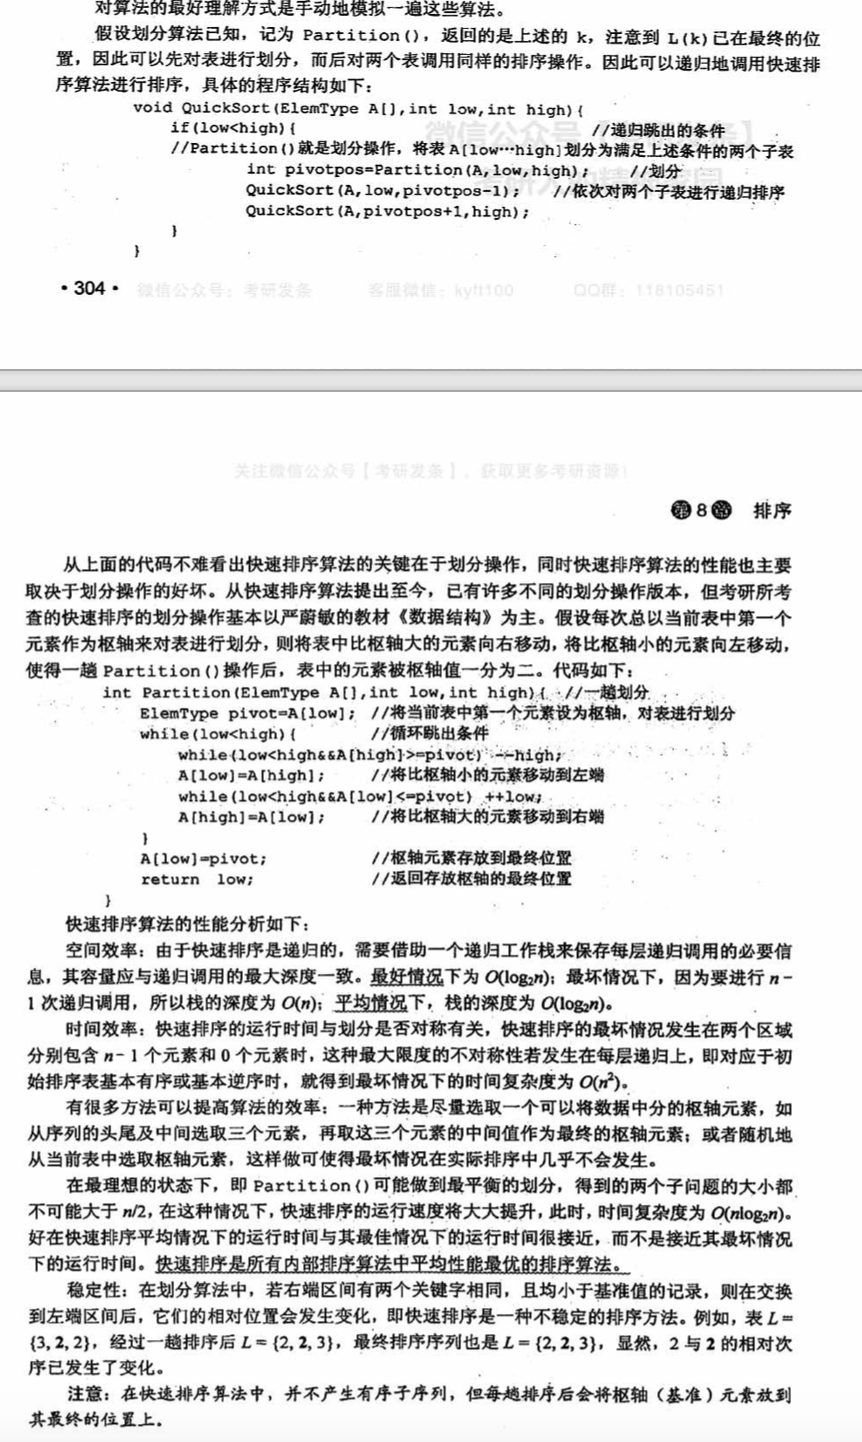 对算法的最好理解方式是手动地模拟一遍这些算法。
假设划分算法已知，记为 Partition()，返回的是上述的 k，注意到 L(k)已在最终的位
置，因此可以先对表进行划分，而后对两个表调用同样的排序操作。因此可以递归地调用快速排
序算法进行排序，具体的程序结构如下：
void QuickSort(ElemType A[],int low,int high){
if(low<high){ //递归跳出的条件
//Partition()就是划分操作，将表 A[low…high]划分为满足上述条件的两个子表
int pivotpos=Partition(A,low,high); //划分
QuickSort(A,low,pivotpos-1); //依次对两个子表进行递归排序
QuickSort(A,pivotpos+1,high);
}
}
·304· 微信公众号：考研发条 客服微信：kyft100 QQ群：118105451
关注微信公众号【考研发条】，获取更多考研资源！
第8章 排序
从上面的代码不难看出快速排序算法的关键在于划分操作，同时快速排序算法的性能也主要
取决于划分操作的好坏。从快速排序算法提出至今，已有许多不同的划分操作版本，但考研所考
查的快速排序的划分操作基本以严蔚敏的教材《数据结构》为主。假设每次总以当前表中第一个
元素作为枢轴来对表进行划分，则将表中比枢轴大的元素向右移动，将比枢轴小的元素向左移动，
使得一趟 Partition()操作后，表中的元素被枢轴值一分为二。代码如下：
int Partition(ElemType A[],int low,int high){ //一趟划分
ElemType pivot=A[low]; //将当前表中第一个元素设为枢轴，对表进行划分
while(low<high){ //循环跳出条件
while(low<high&&A[high]>=pivot) --high;
A[low]=A[high]; //将比枢轴小的元素移动到左端
while(low<high&&A[low]<=pivot) ++low;
A[high]=A[low]; //将比枢轴大的元素移动到右端
}
A[low]=pivot; //枢轴元素存放到最终位置
return low; //返回存放枢轴的最终位置
}
快速排序算法的性能分析如下：
空间效率：由于快速排序是递归的，需要借助一个递归工作栈来保存每层递归调用的必要信
息，其容量应与递归调用的最大深度一致。最好情况下为 O(log₂n)；最坏情况下，因为要进行 n-
1 次递归调用，所以栈的深度为 O(n)；平均情况下，栈的深度为 O(log₂n)。
时间效率：快速排序的运行时间与划分是否对称有关，快速排序的最坏情况发生在两个区域
分别包含 n-1 个元素和 0 个元素时，这种最大限度的不对称性若发生在每层递归上，即对应于初
始排序表基本有序或基本逆序时，就得到最坏情况下的时间复杂度为 O(n²)。
有很多方法可以提高算法的效率：一种方法是尽量选取一个可以将数据中分的枢轴元素，如
从序列的头尾及中间选取三个元素，再取这三个元素的中间值作为最终的枢轴元素；或者随机地
从当前表中选取枢轴元素，这样做可使得最坏情况在实际排序中几乎不会发生。
在最理想的状态下，即 Partition()可能做到最平衡的划分，得到的两个子问题的大小都
不可能大于 n/2，在这种情况下，快速排序的运行速度将大大提升，此时，时间复杂度为 O(nlog₂n)。
好在快速排序平均情况下的运行时间与其最佳情况下的运行时间很接近，而不是接近其最坏情况
下的运行时间。快速排序是所有内部排序算法中平均性能最优的排序算法。
稳定性：在划分算法中，若右端区间有两个关键字相同，且均小于基准值的记录，则在交换
到左端区间后，它们的相对位置会发生变化，即快速排序是一种不稳定的排序方法。例如，表 L=
{3, 2, 2}，经过一趟排序后 L = {2, 2, 3}，最终排序序列也是 L = {2, 2, 3}，显然，2 与 2 的相对次
序已发生了变化。
注意：在快速排序算法中，并不产生有序子序列，但每趟排序后会将枢轴（基准）元素放到
其最终的位置上。